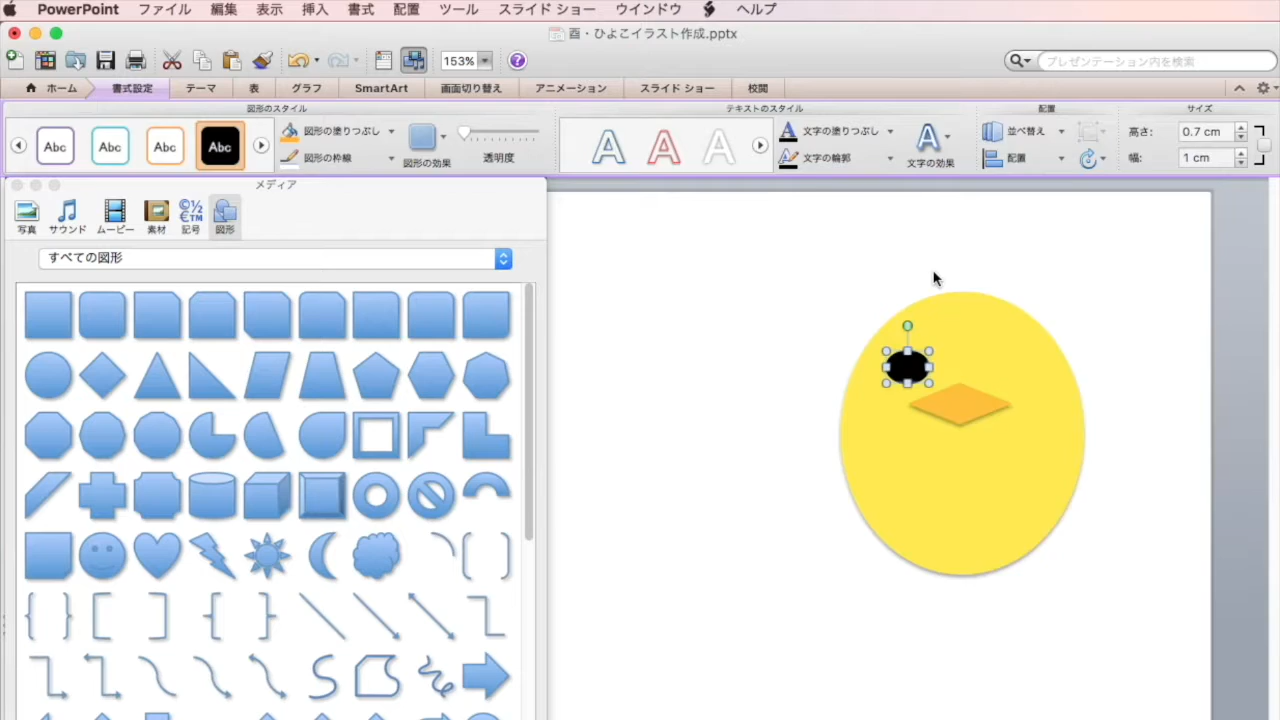 PowerPoint ファイル 編集 表示 挿入 書式 配置 ツール スライド ショー ウインドウ ヘルプ
酉・ひよこイラスト作成.pptx
153% ? プレゼンテーション内を検索
ホーム 書式設定 テーマ 表 グラフ SmartArt 画面切り替え アニメーション スライド ショー 校閲
図形のスタイル テキストのスタイル 配置 サイズ
Abc Abc Abc Abc 図形の塗りつぶし 図形の枠線 図形の効果 透明度 A A A 文字の塗りつぶし 文字の輪郭 文字の効果 並べ替え 配置 高さ: 0.7 cm 幅: 1 cm
メディア
写真 サウンド ムービー 素材 記号 図形
すべての図形